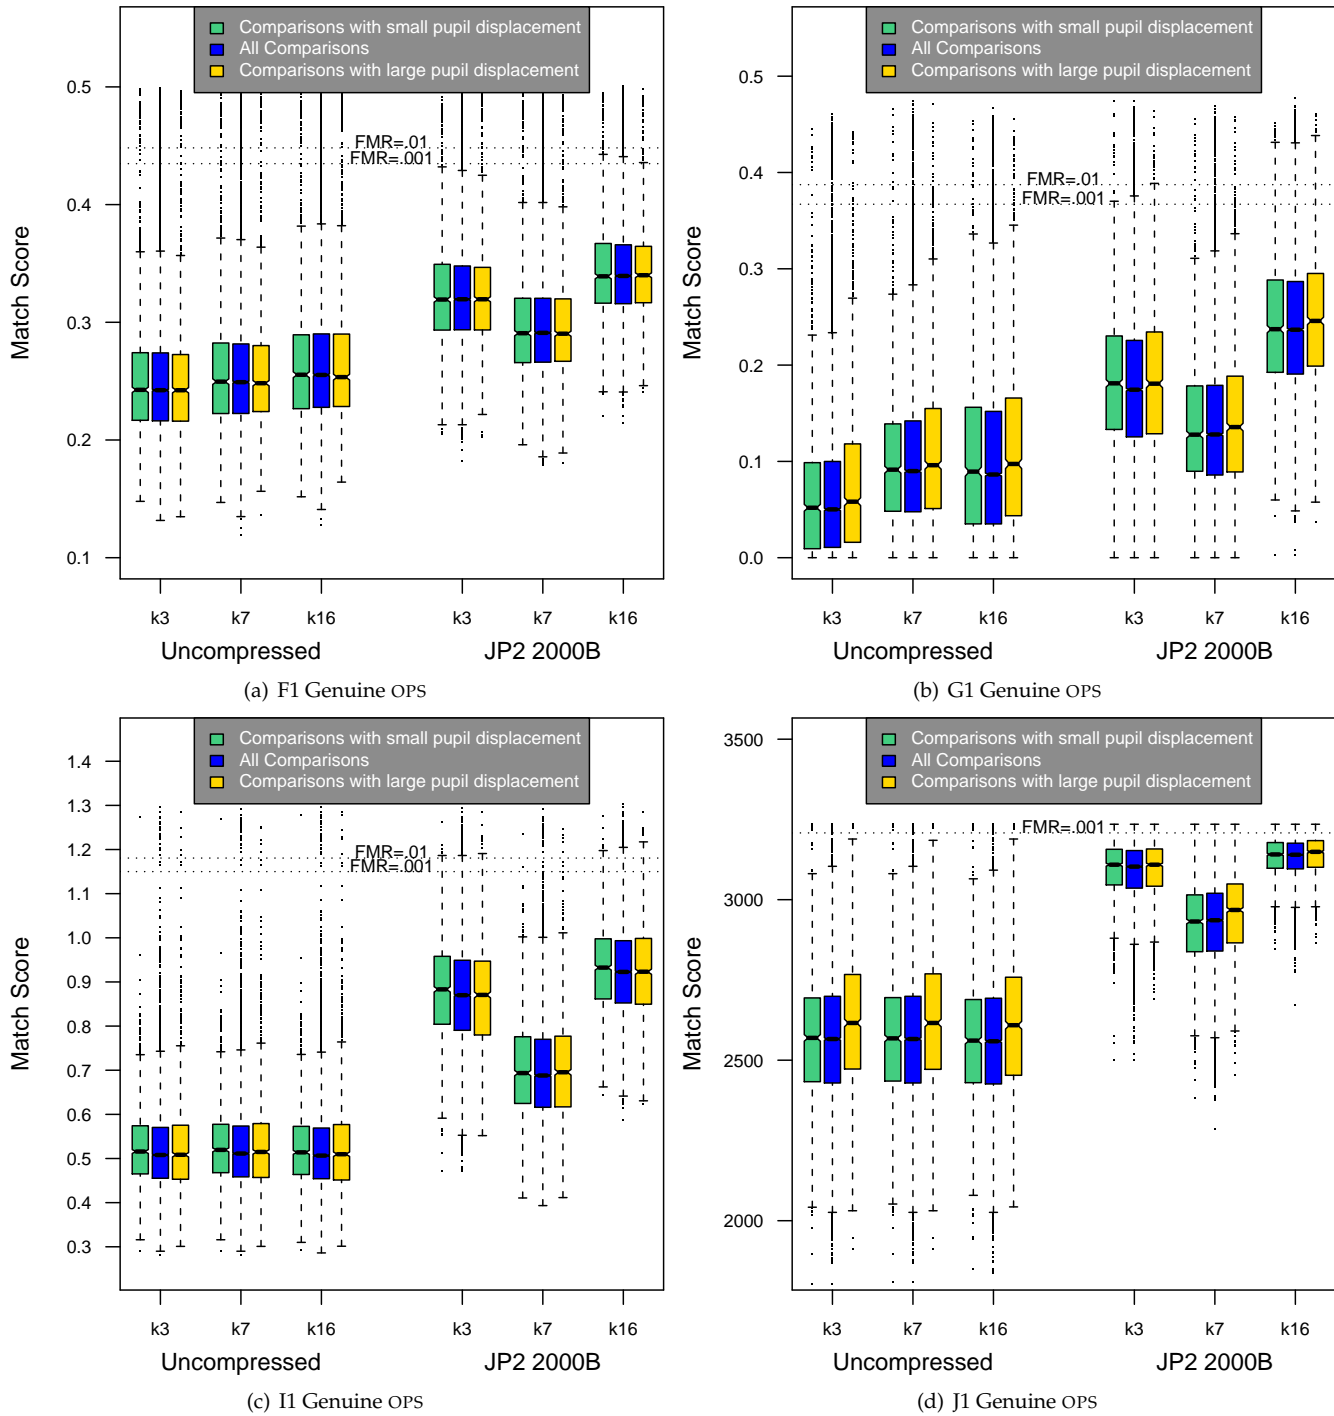 Comparisons with small pupil displacement
All Comparisons
Comparisons with large pupil displacement
0.5
0.4
0.3
0.2
0.1
Match Score
FMR=.01
FMR=.001
k3 k7 k16 k3 k7 k16
Uncompressed JP2 2000B
(a) F1 Genuine OPS
Comparisons with small pupil displacement
All Comparisons
Comparisons with large pupil displacement
0.5
0.4
0.3
0.2
0.1
0.0
Match Score
FMR=.01
FMR=.001
k3 k7 k16 k3 k7 k16
Uncompressed JP2 2000B
(b) G1 Genuine OPS
Comparisons with small pupil displacement
All Comparisons
Comparisons with large pupil displacement
1.4
1.3
1.2
1.1
1.0
0.9
0.8
0.7
0.6
0.5
0.4
0.3
Match Score
FMR=.01
FMR=.001
k3 k7 k16 k3 k7 k16
Uncompressed JP2 2000B
(c) I1 Genuine OPS
Comparisons with small pupil displacement
All Comparisons
Comparisons with large pupil displacement
3500
3000
2500
2000
Match Score
FMR=.001
k3 k7 k16 k3 k7 k16
Uncompressed JP2 2000B
(d) J1 Genuine OPS